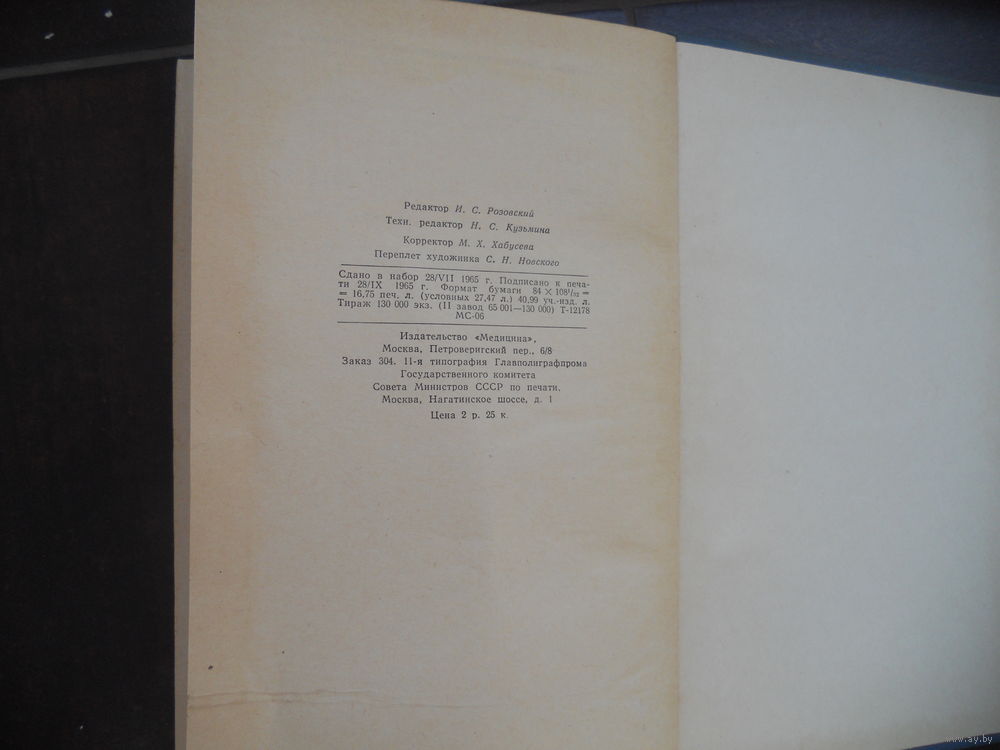 Редактор И. С. Розовский
Техн. редактор Н. С. Кузьмина
Корректор М. Х. Хабусева
Переплет художника С. Н. Новского
Сдано в набор 28/VII 1965 г. Подписано к печа-
ти 28/IX 1965 г. Формат бумаги 84 × 108¹/₃₂ =
= 16,75 печ. л. (условных 27,47 л.) 40,99 уч.-изд. л.
Тираж 130 000 экз. (II завод 65 001—130 000) Т-12178
МС-06
Издательство «Медицина»,
Москва, Петроверигский пер., 6/8
Заказ 304. 11-я типография Главполиграфпрома
Государственного комитета
Совета Министров СССР по печати.
Москва, Нагатинское шоссе, д. 1
Цена 2 р. 25 к.
www.ay.by